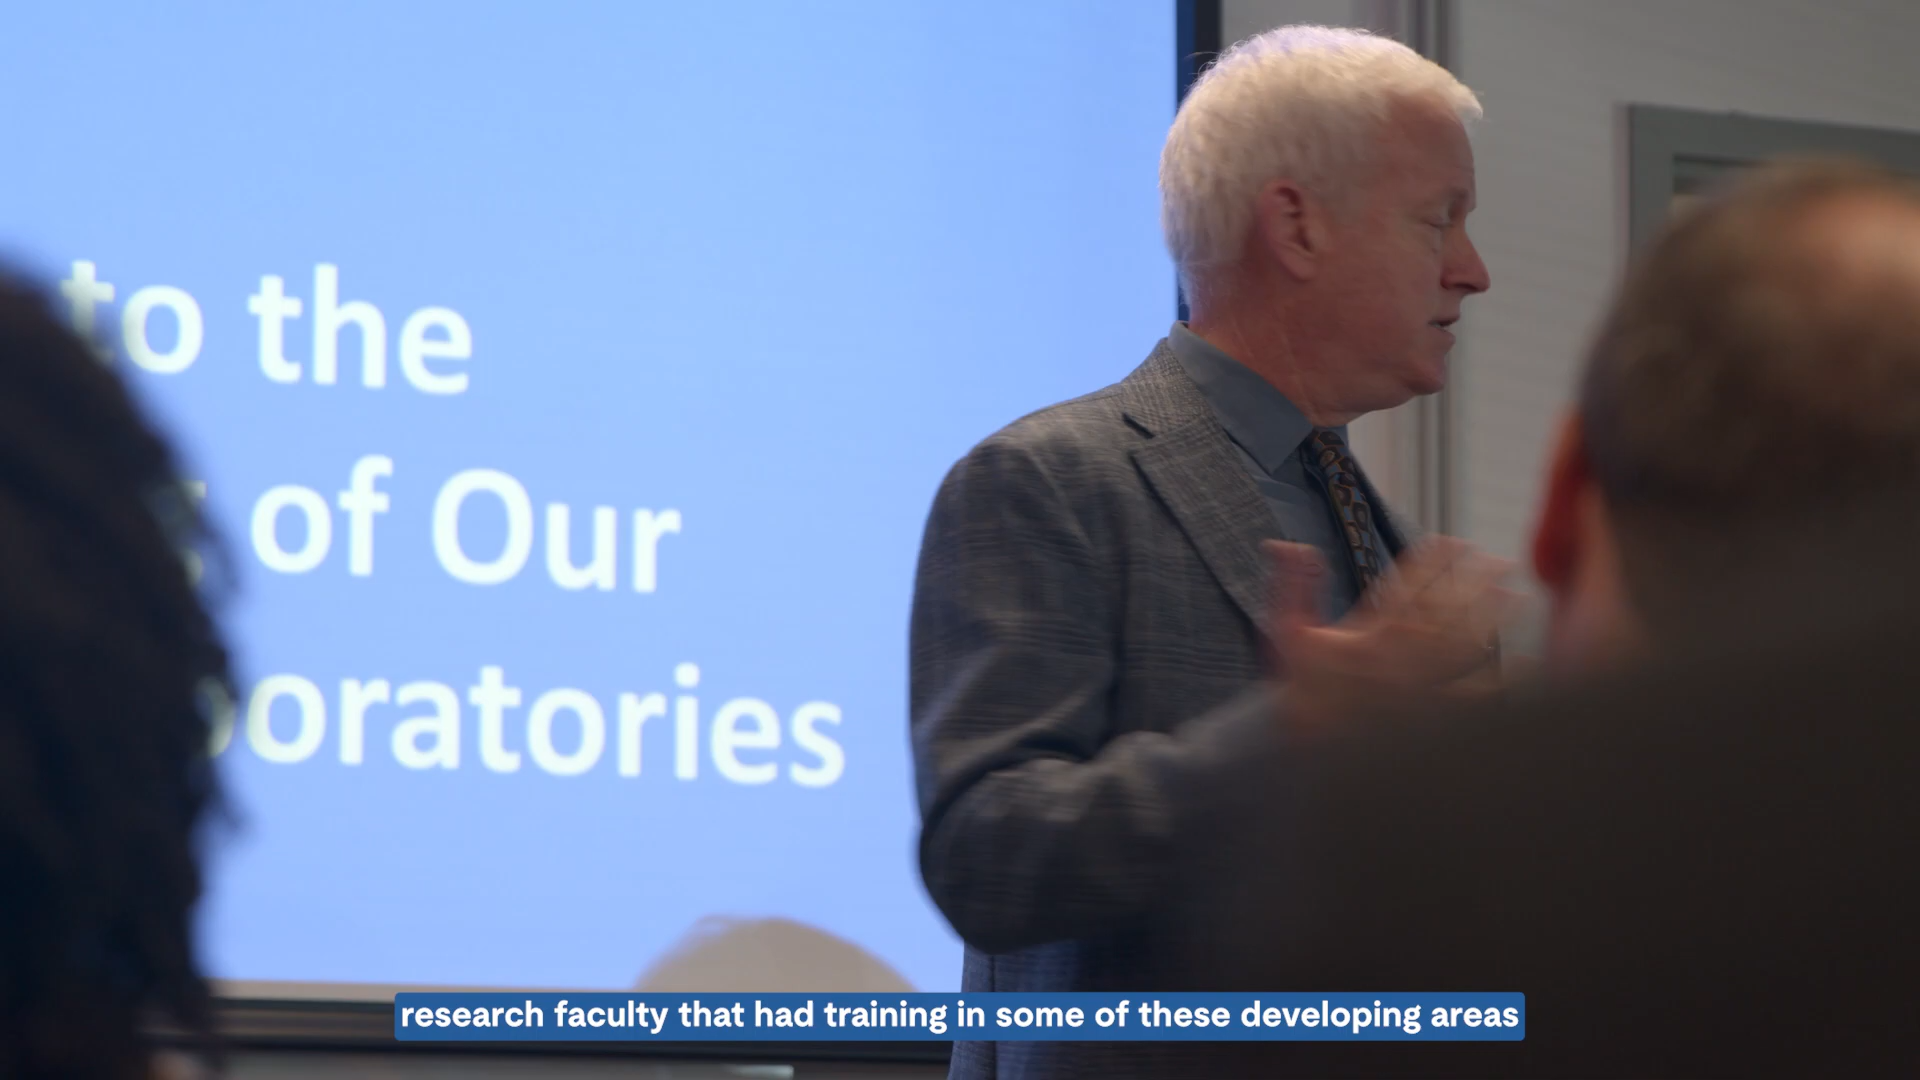 to the
of Our
oratories
research faculty that had training in some of these developing areas